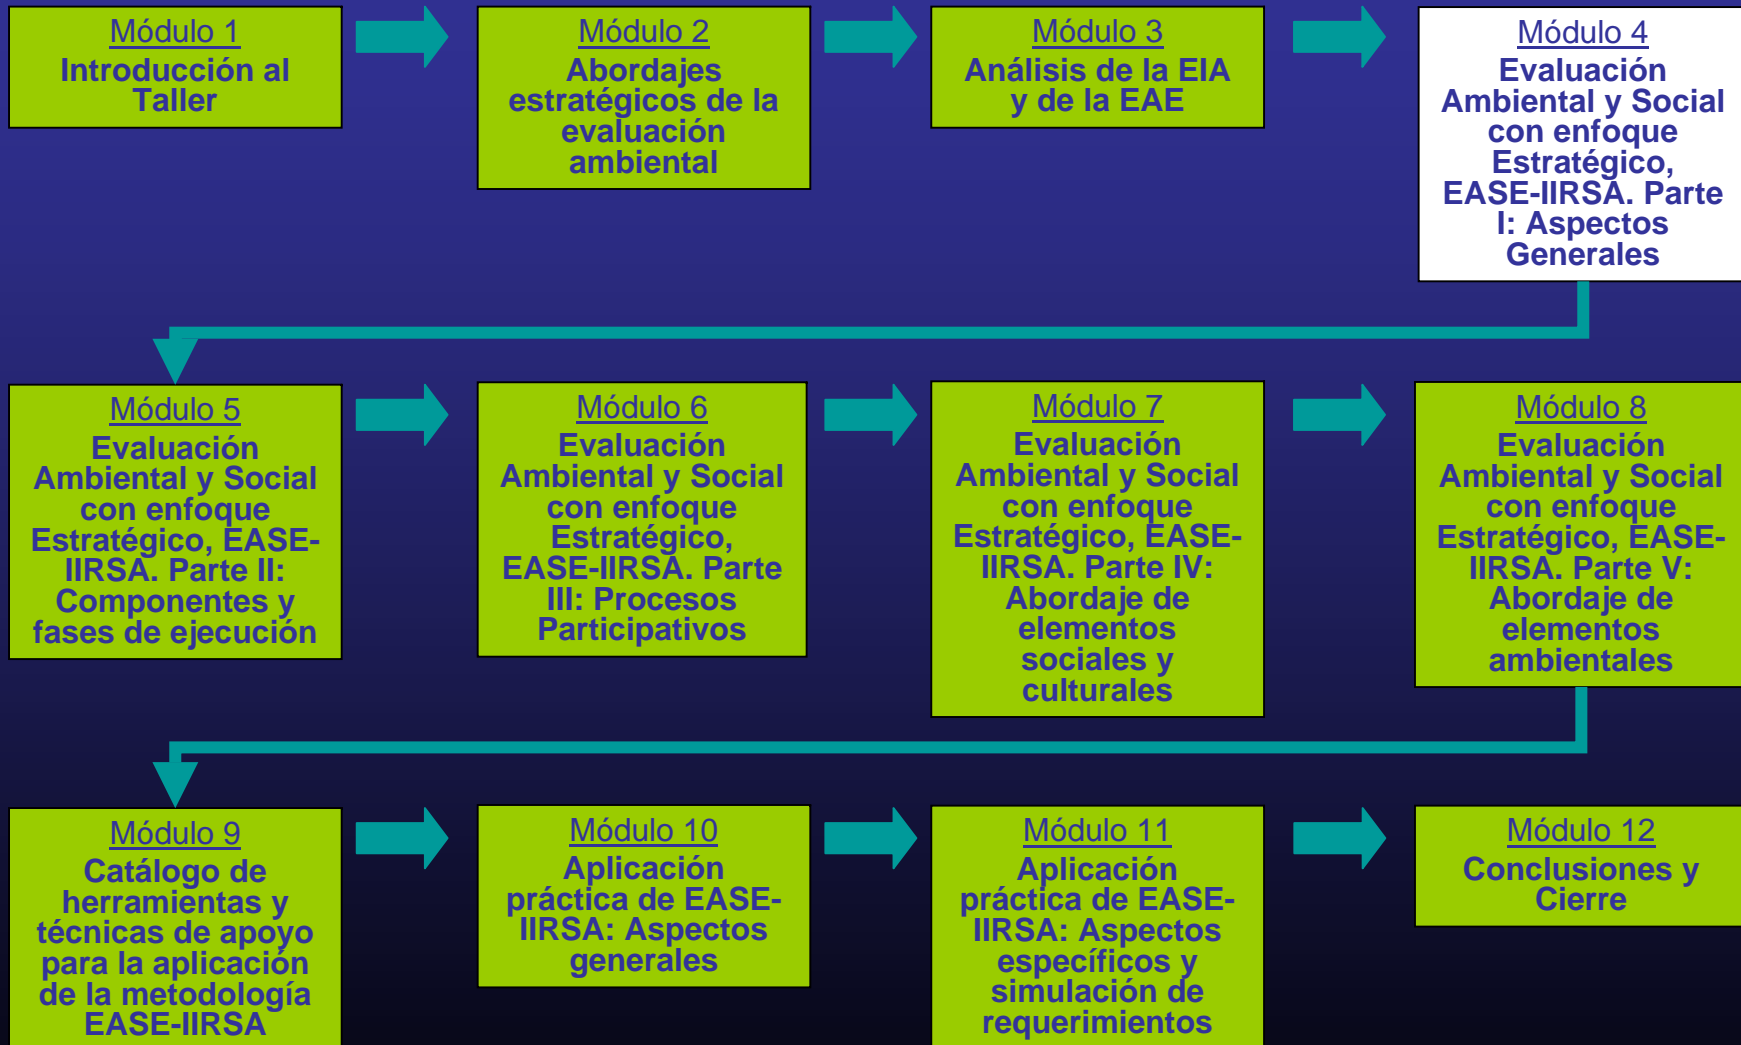 Módulo 1
Introducción al
Taller
Módulo 2
Abordajes
estratégicos de la
evaluación
ambiental
Módulo 3
Análisis de la EIA
y de la EAE
Módulo 4
Evaluación
Ambiental y Social
con enfoque
Estratégico,
EASE-IIRSA. Parte
I: Aspectos
Generales
Módulo 5
Evaluación
Ambiental y Social
con enfoque
Estratégico, EASE-
IIRSA. Parte II:
Componentes y
fases de ejecución
Módulo 6
Evaluación
Ambiental y Social
con enfoque
Estratégico,
EASE-IIRSA. Parte
III: Procesos
Participativos
Módulo 7
Evaluación
Ambiental y Social
con enfoque
Estratégico, EASE-
IIRSA. Parte IV:
Abordaje de
elementos
sociales y
culturales
Módulo 8
Evaluación
Ambiental y Social
con enfoque
Estratégico, EASE-
IIRSA. Parte V:
Abordaje de
elementos
ambientales
Módulo 9
Catálogo de
herramientas y
técnicas de apoyo
para la aplicación
de la metodología
EASE-IIRSA
Módulo 10
Aplicación
práctica de EASE-
IIRSA: Aspectos
generales
Módulo 11
Aplicación
práctica de EASE-
IIRSA: Aspectos
específicos y
simulación de
requerimientos
Módulo 12
Conclusiones y
Cierre